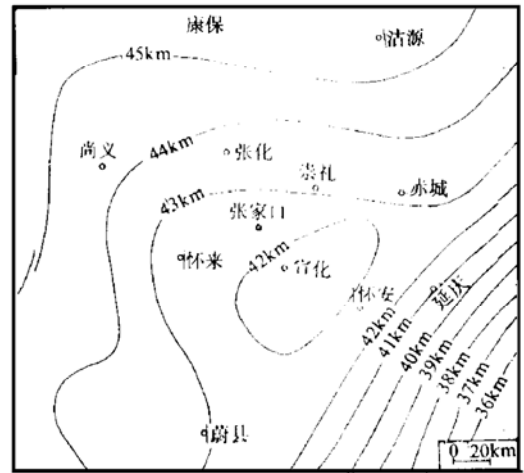 康保
沽源
45km
尚义
44km
张化
崇礼
赤城
43km
张家口
怀来
42km
宣化
怀安
延庆
42km
41km
40km
39km
38km
37km
36km
蔚县
0 20km